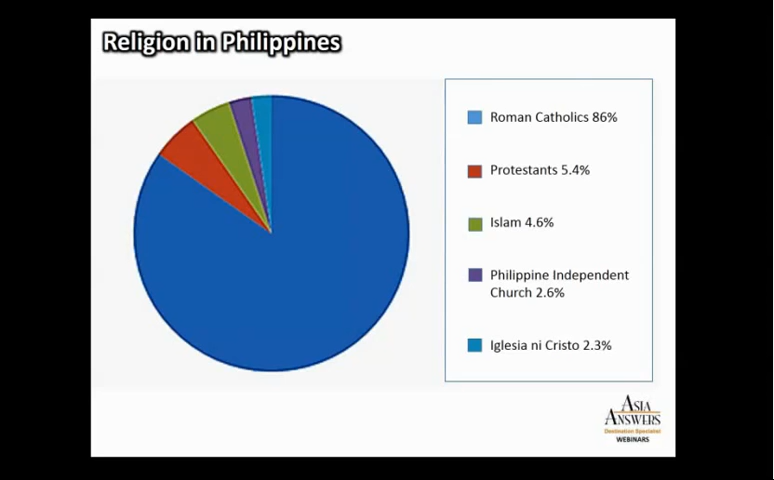 Religion in Philippines
Roman Catholics 86%
Protestants 5.4%
Islam 4.6%
Philippine Independent
Church 2.6%
Iglesia ni Cristo 2.3%
ASIA
ANSWERS
Destination Specialist
WEBINARS